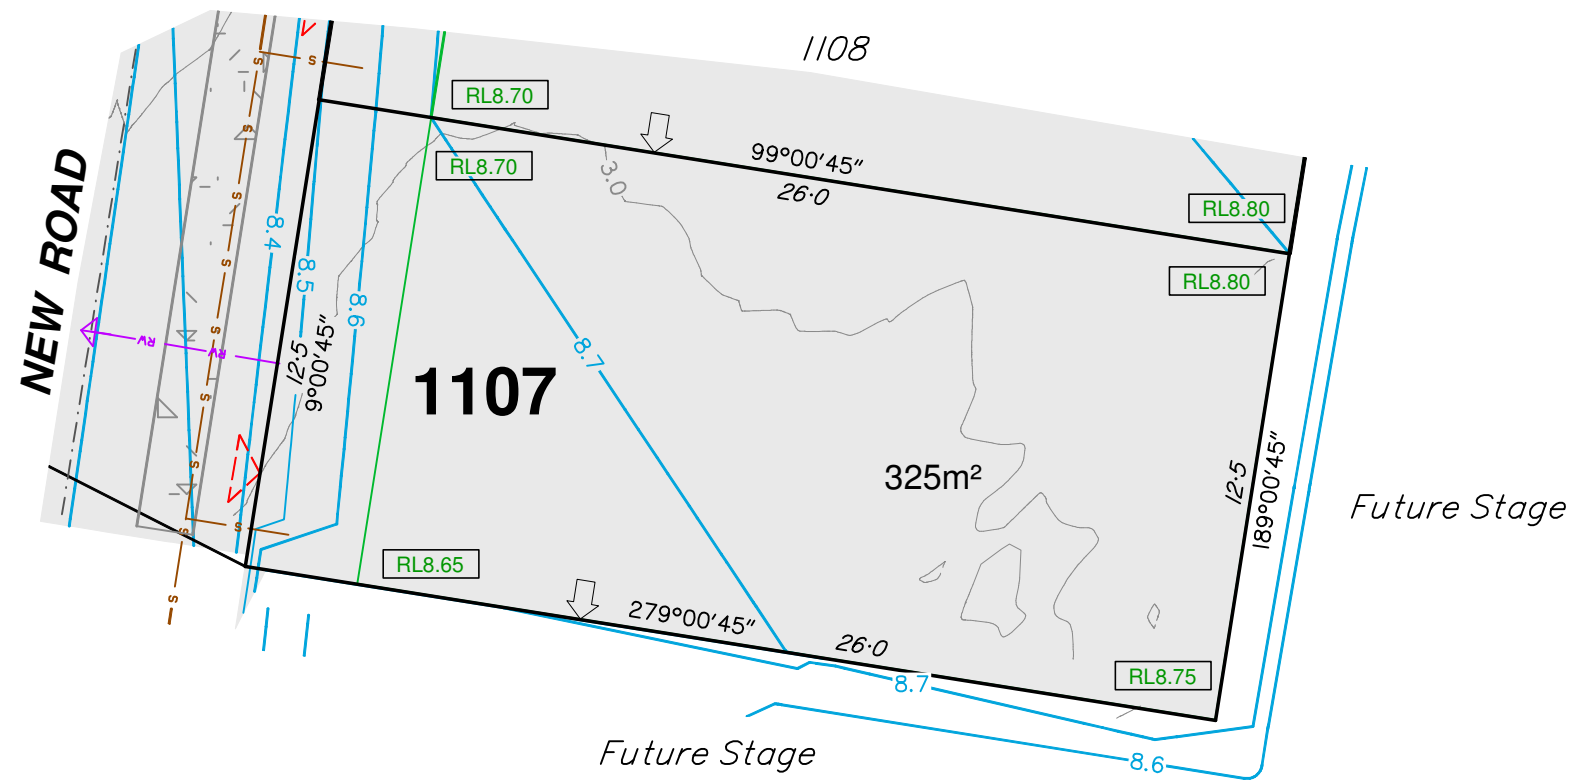 1108
S
S
RL8.70
S
RL8.70
99°00'45"
26·0
3.0
RL8.80
RL8.80
NEW ROAD
S
8.4
S
8.5
8.6
S
RW
RW
12·5
9°00'45"
8.7
1107
S
325m²
S
12·5
189°00'45"
Future Stage
S
S
RL8.65
S
279°00'45"
26·0
RL8.75
8.7
Future Stage
8.6